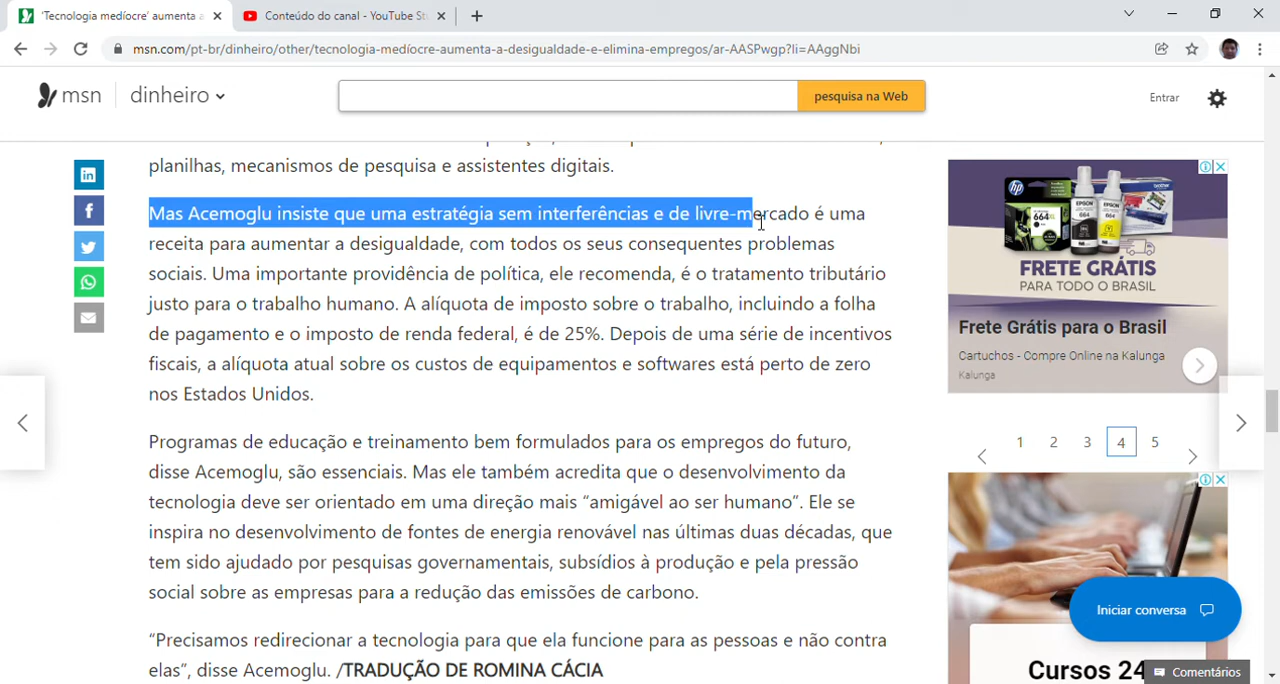 'Tecnologia medíocre' aumenta a
Conteúdo do canal - YouTube St
msn.com/pt-br/dinheiro/other/tecnologia-medíocre-aumenta-a-desigualdade-e-elimina-empregos/ar-AASPwgp?li=AAggNbi
msn
dinheiro
pesquisa na Web
Entrar
planilhas, mecanismos de pesquisa e assistentes digitais.
Mas Acemoglu insiste que uma estratégia sem interferências e de livre-mercado é uma
receita para aumentar a desigualdade, com todos os seus consequentes problemas
sociais. Uma importante providência de política, ele recomenda, é o tratamento tributário
justo para o trabalho humano. A alíquota de imposto sobre o trabalho, incluindo a folha
de pagamento e o imposto de renda federal, é de 25%. Depois de uma série de incentivos
fiscais, a alíquota atual sobre os custos de equipamentos e softwares está perto de zero
nos Estados Unidos.
Programas de educação e treinamento bem formulados para os empregos do futuro,
disse Acemoglu, são essenciais. Mas ele também acredita que o desenvolvimento da
tecnologia deve ser orientado em uma direção mais “amigável ao ser humano”. Ele se
inspira no desenvolvimento de fontes de energia renovável nas últimas duas décadas, que
tem sido ajudado por pesquisas governamentais, subsídios à produção e pela pressão
social sobre as empresas para a redução das emissões de carbono.
“Precisamos redirecionar a tecnologia para que ela funcione para as pessoas e não contra
elas”, disse Acemoglu. /TRADUÇÃO DE ROMINA CÁCIA
hp
664XL
EPSON
EPSON
brother
FRETE GRÁTIS
PARA TODO O BRASIL
Frete Grátis para o Brasil
Cartuchos - Compre Online na Kalunga
Kalunga
1 2 3 4 5
Iniciar conversa
Cursos 24
Comentários